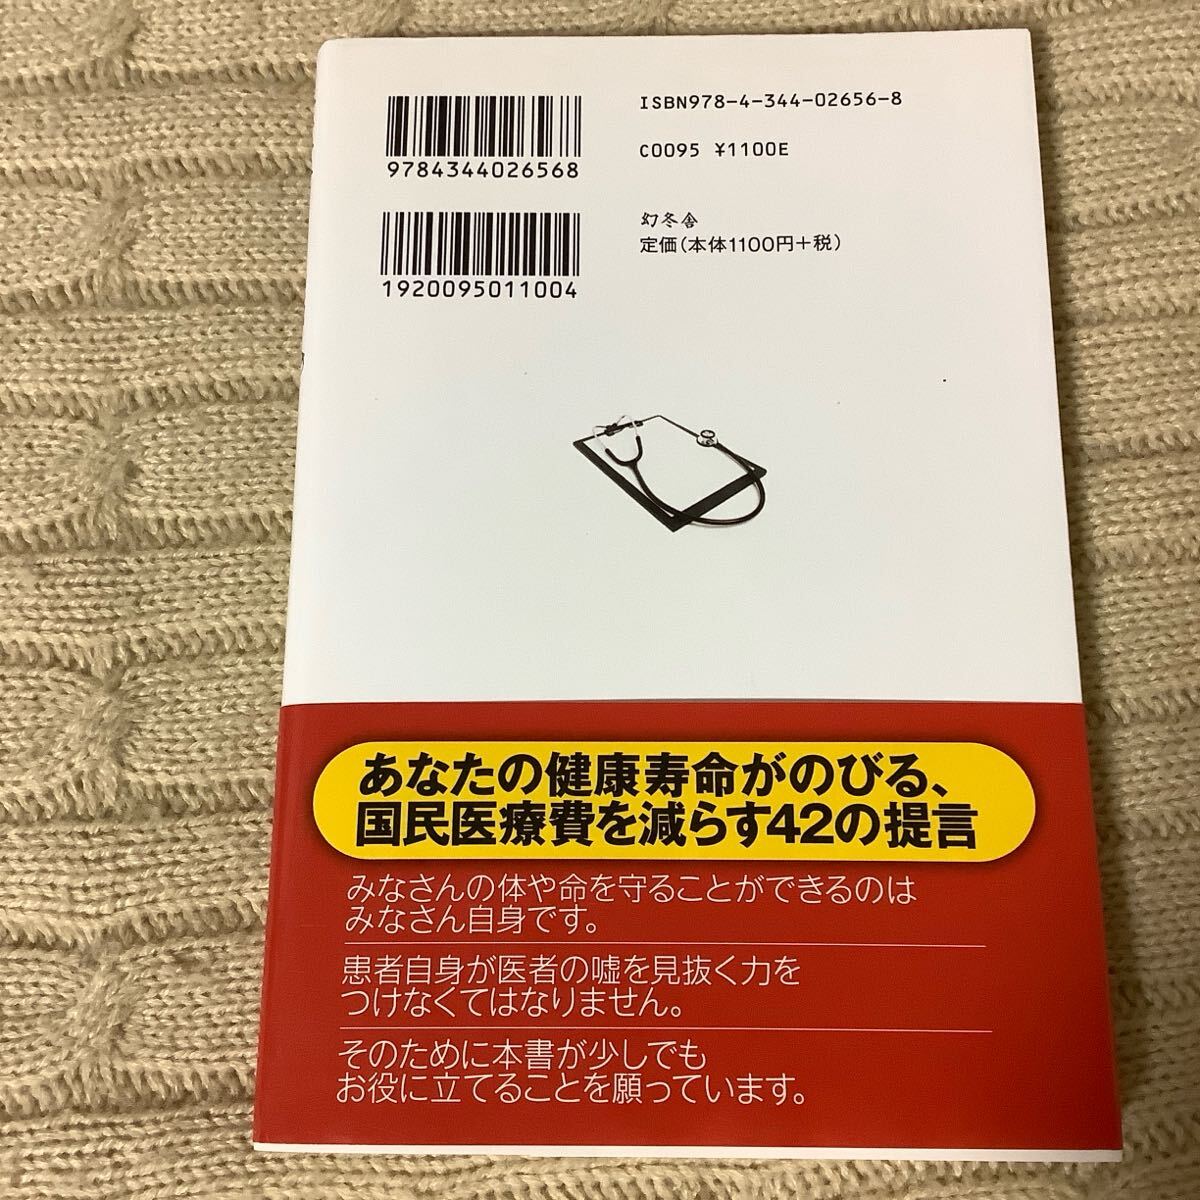 ISBN978-4-344-02656-8
9784344026568
C0095 ¥1100E
1920095011004
幻冬舎
定価(本体1100円+税)
あなたの健康寿命がのびる、
国民医療費を減らす42の提言
みなさんの体や命を守ることができるのは
みなさん自身です。
患者自身が医者の嘘を見抜く力を
つけなくてはなりません。
そのために本書が少しでも
お役に立てることを願っています。